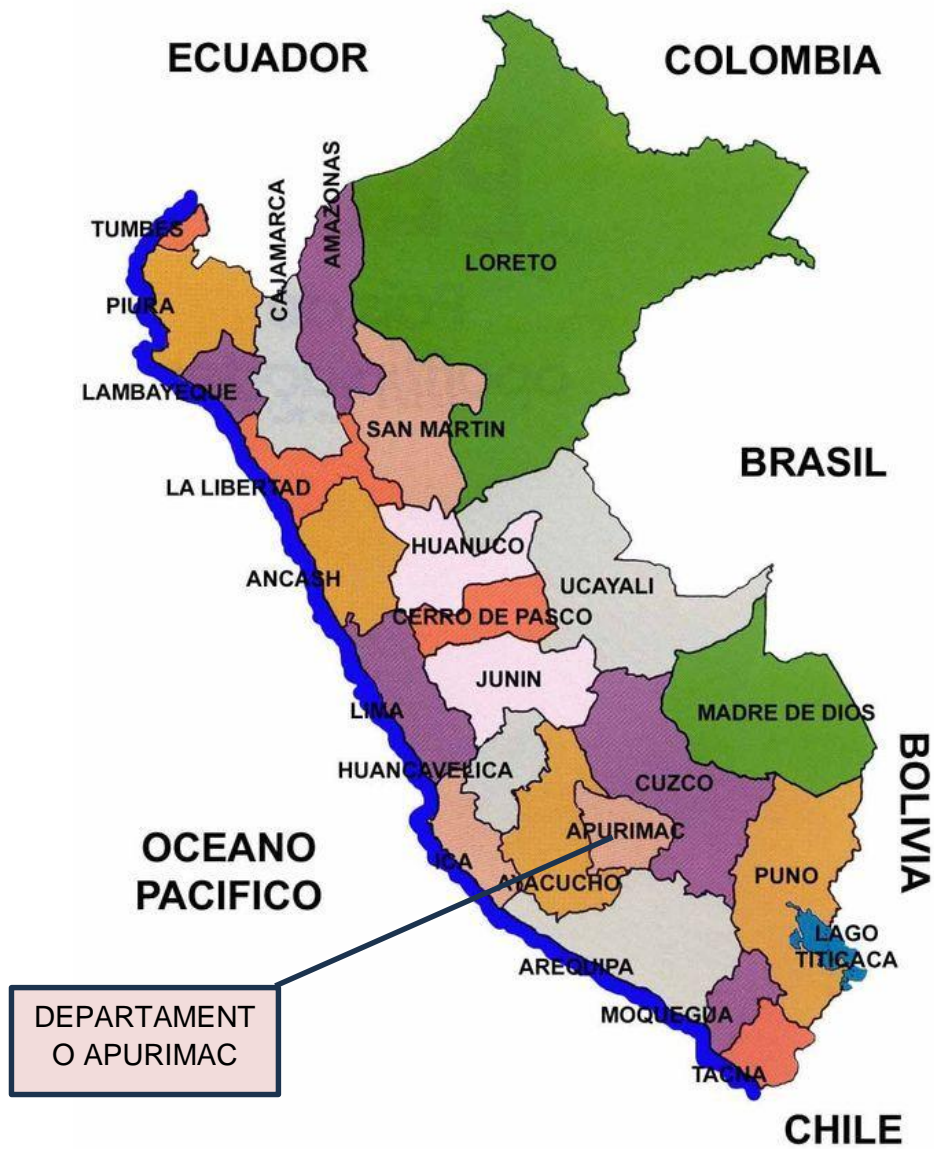 ECUADOR
COLOMBIA
AMAZONAS
CAJAMARCA
TUMBES
LORETO
PIURA
LAMBAYEQUE
SAN MARTIN
BRASIL
LA LIBERTAD
HUANUCO
ANCASH
UCAYALI
CERRO DE PASCO
JUNIN
LIMA
MADRE DE DIOS
BOLIVIA
HUANCAVELICA
CUZCO
OCEANO
PACIFICO
APURIMAC
ICA
AYACUCHO
PUNO
LAGO
TITICACA
AREQUIPA
DEPARTAMENT
O APURIMAC
MOQUEGUA
TACNA
CHILE